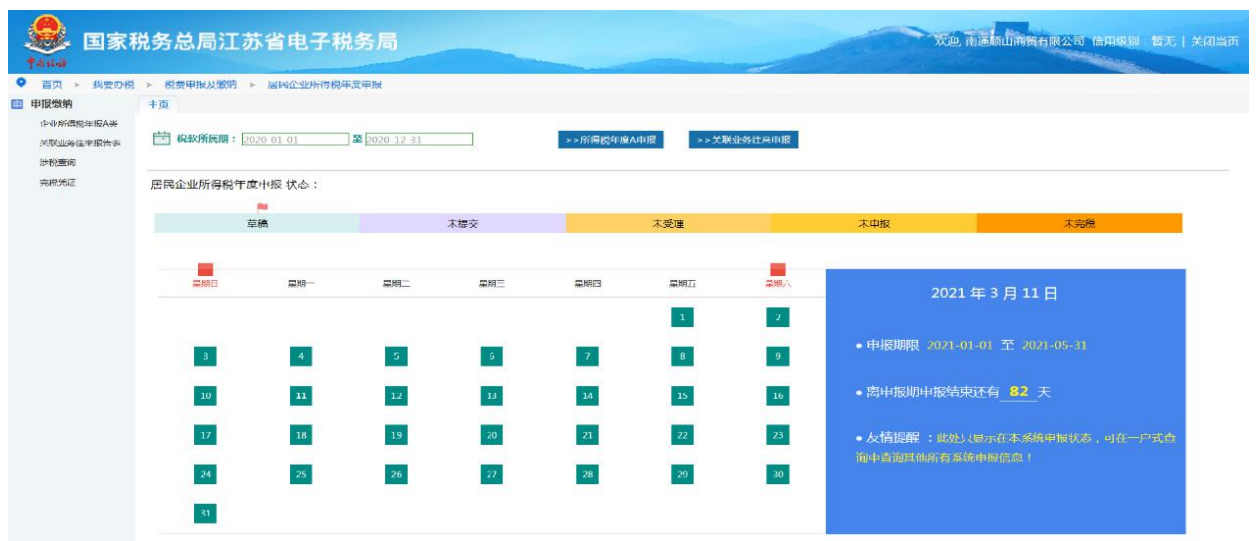 国家税务总局江苏省电子税务局
欢迎, 南通顺山商贸有限公司 信用级别：暂无 | 关闭当页
首页 ▸ 我要办税 ▸ 税费申报及缴纳 ▸ 居民企业所得税年度申报
申报缴纳
主页
企业所得税年报A类
关联业务往来报告表
涉税查询
完税凭证
税款所属期： 2020-01-01 至 2020-12-31
>>所得税年度A申报
>>关联业务往来申报
居民企业所得税年度申报 状态：
草稿 未提交 未受理 未申报 未完税
星期日 星期一 星期二 星期三 星期四 星期五 星期六
1 2
3 4 5 6 7 8 9
10 11 12 13 14 15 16
17 18 19 20 21 22 23
24 25 26 27 28 29 30
31
2021 年 3 月 11 日
• 申报期限 2021-01-01 至 2021-05-31
• 离申报期申报结束还有 82 天
• 友情提醒 ：此处只显示在本系统申报状态，可在一户式查
询中查询其他所有系统申报信息！